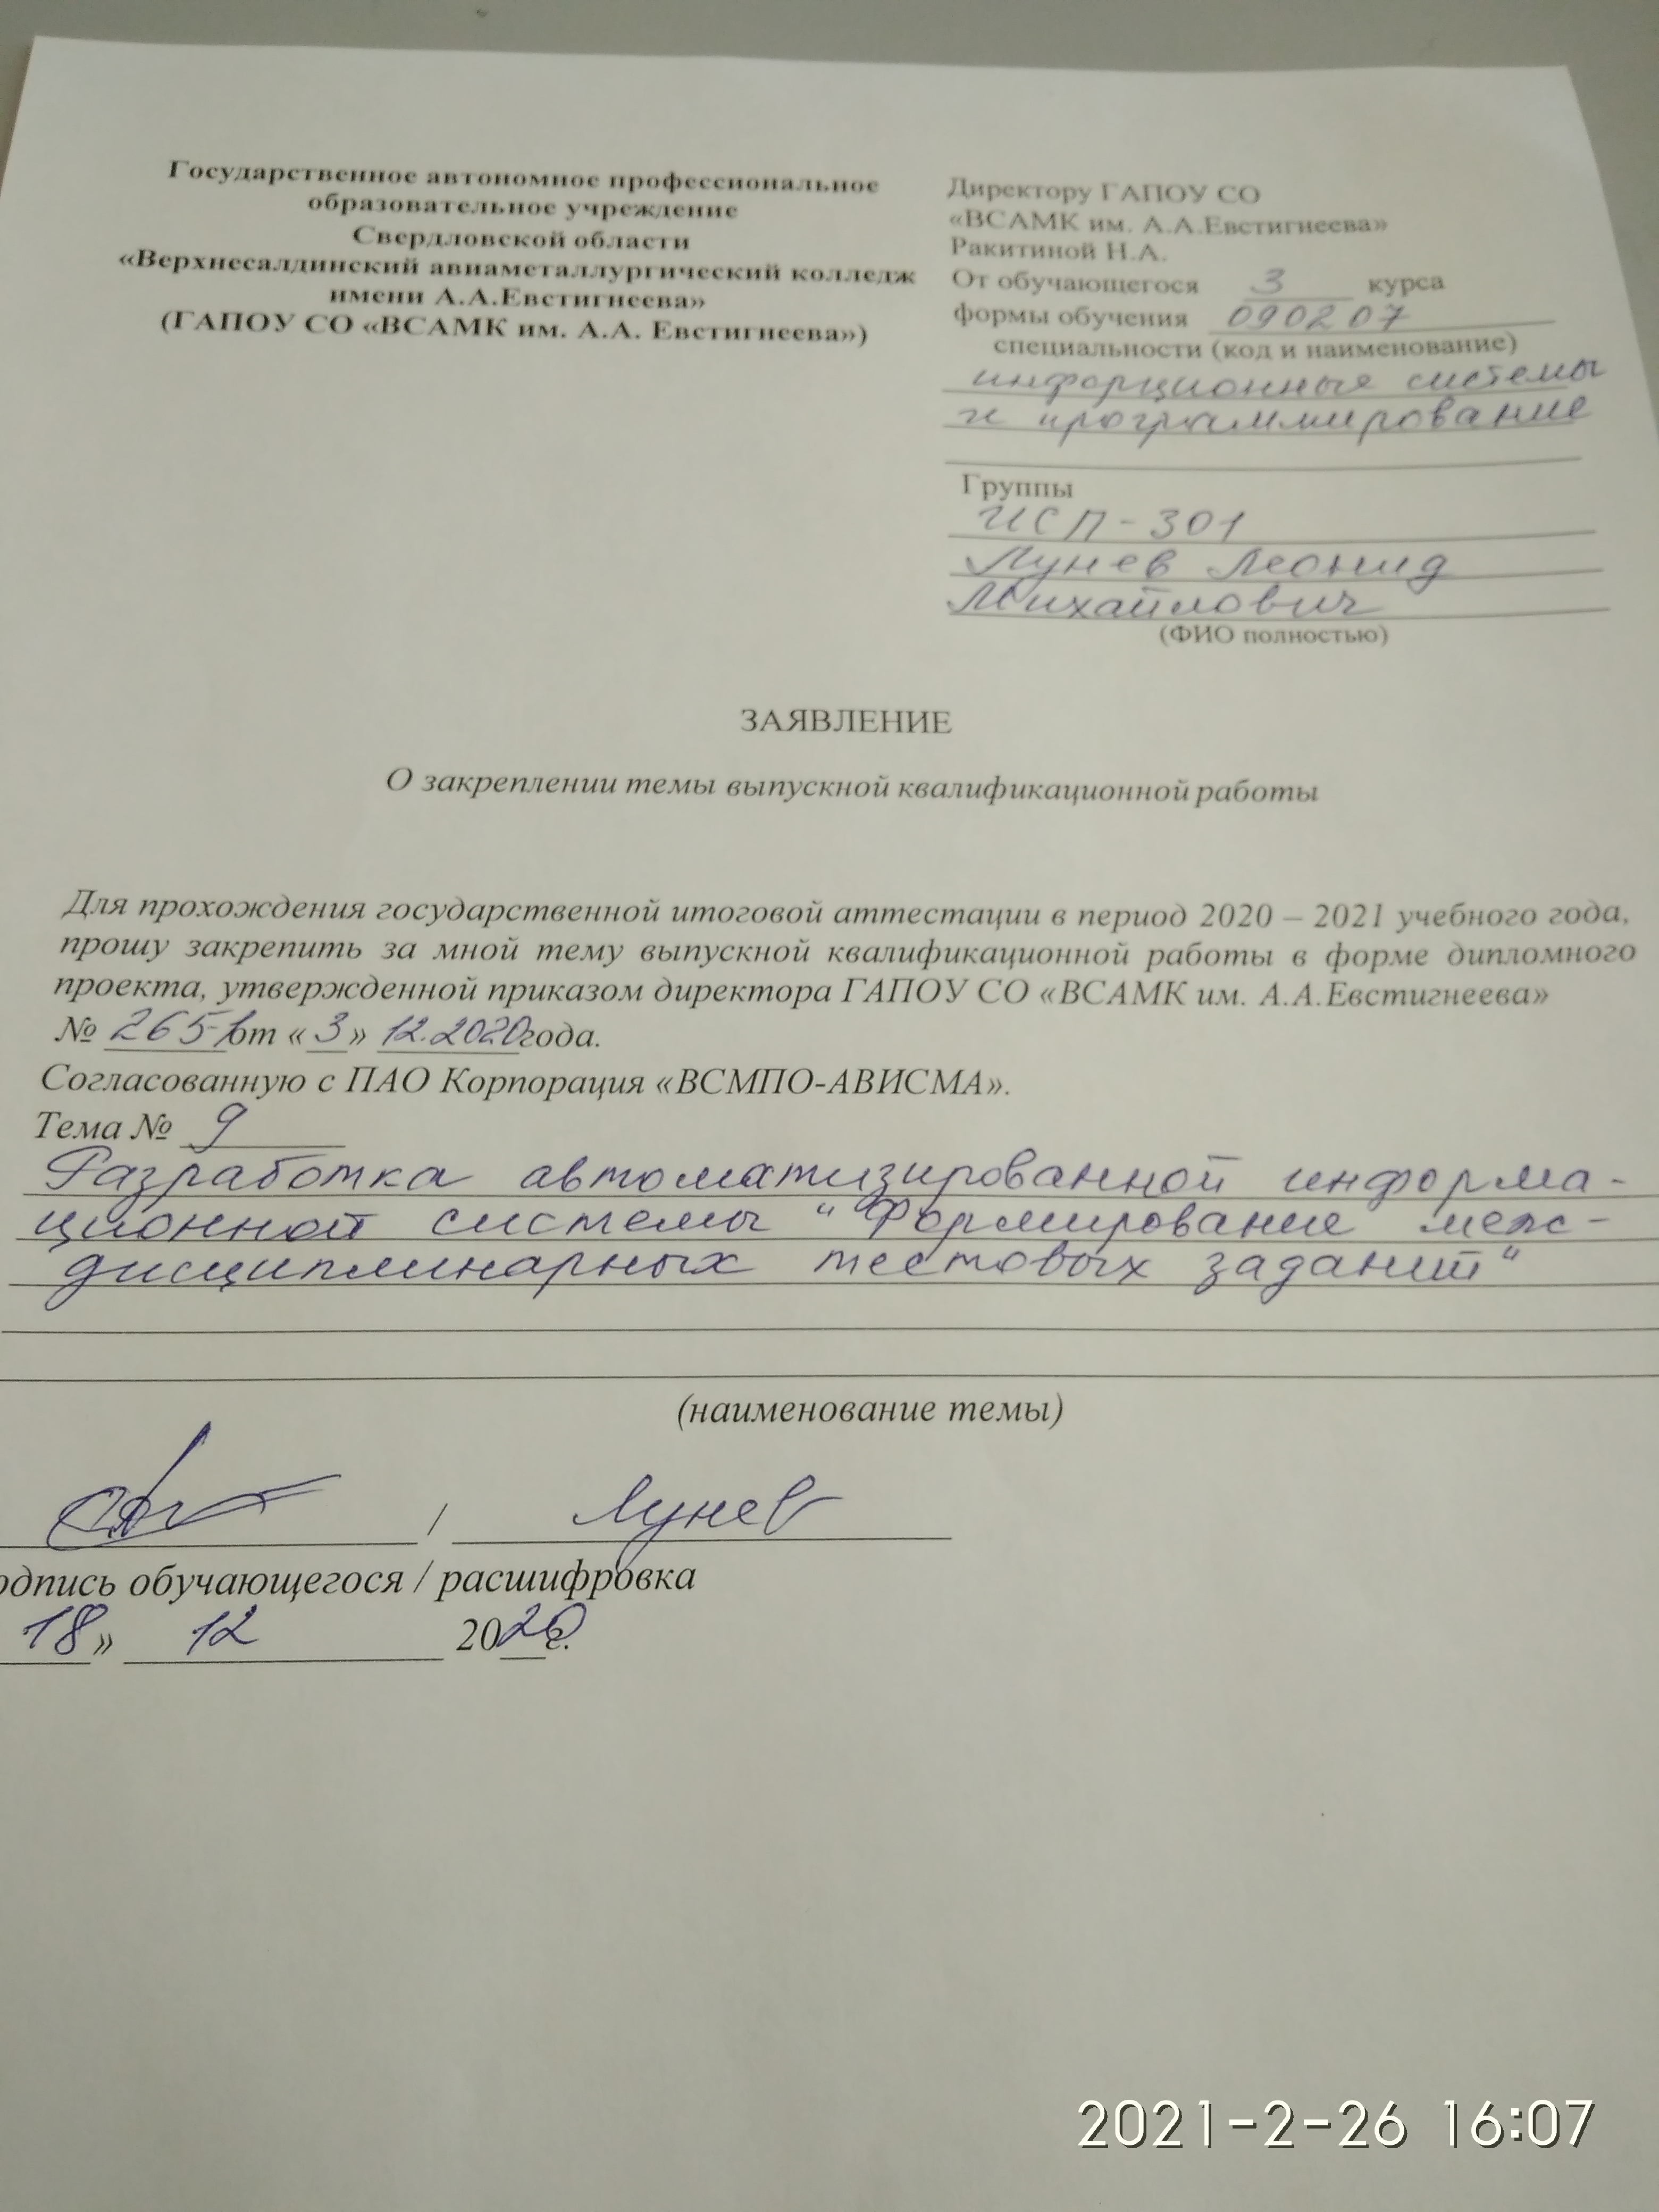 Государственное автономное профессиональное
образовательное учреждение
Свердловской области
«Верхнесалдинский авиаметаллургический колледж
имени А.А.Евстигнеева»
(ГАПОУ СО «ВСАМК им. А.А. Евстигнеева»)
Директору ГАПОУ СО
«ВСАМК им. А.А.Евстигнеева»
Ракитиной Н.А.
От обучающегося 3 курса
формы обучения 090207
специальности (код и наименование)
инфорционные системы
и программирование
Группы
ИСП-301
Лунев Леонид
Михайлович
(ФИО полностью)
ЗАЯВЛЕНИЕ
О закреплении темы выпускной квалификационной работы
Для прохождения государственной итоговой аттестации в период 2020 – 2021 учебного года,
прошу закрепить за мной тему выпускной квалификационной работы в форме дипломного
проекта, утвержденной приказом директора ГАПОУ СО «ВСАМК им. А.А.Евстигнеева»
№ 265-1 от «3» 12.2020 года.
Согласованную с ПАО Корпорация «ВСМПО-АВИСМА».
Тема № 9
Разработка автоматизированной информа-
ционной системы "Формирование меж-
дисциплинарных тестовых заданий"
(наименование темы)
/ Лунев
одпись обучающегося / расшифровка
18» 12 2020г.
2021-2-26 16:07